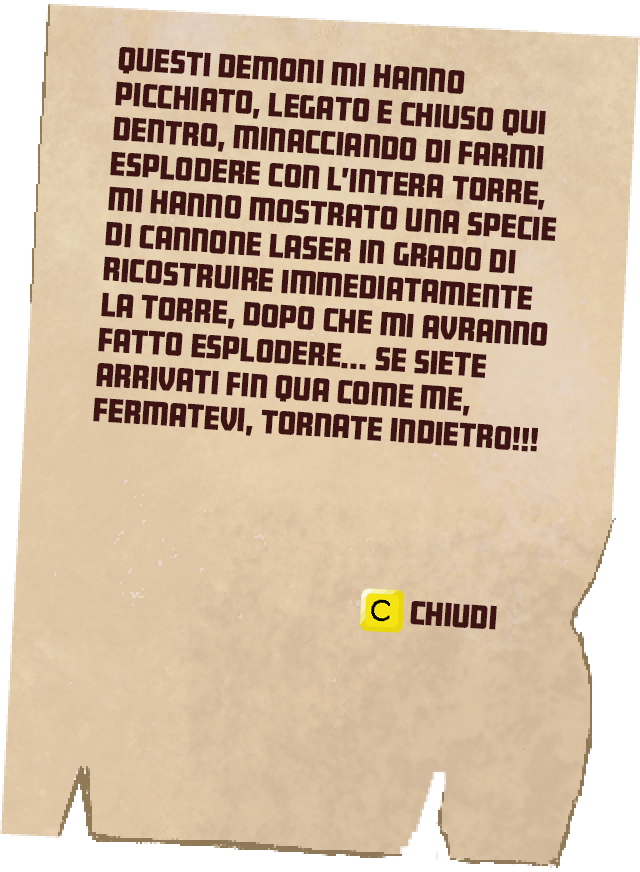 QUESTI DEMONI MI HANNO
PICCHIATO, LEGATO E CHIUSO QUI
DENTRO, MINACCIANDO DI FARMI
ESPLODERE CON L'INTERA TORRE,
MI HANNO MOSTRATO UNA SPECIE
DI CANNONE LASER IN GRADO DI
RICOSTRUIRE IMMEDIATAMENTE
LA TORRE, DOPO CHE MI AVRANNO
FATTO ESPLODERE... SE SIETE
ARRIVATI FIN QUA COME ME,
FERMATEVI, TORNATE INDIETRO!!!
C CHIUDI